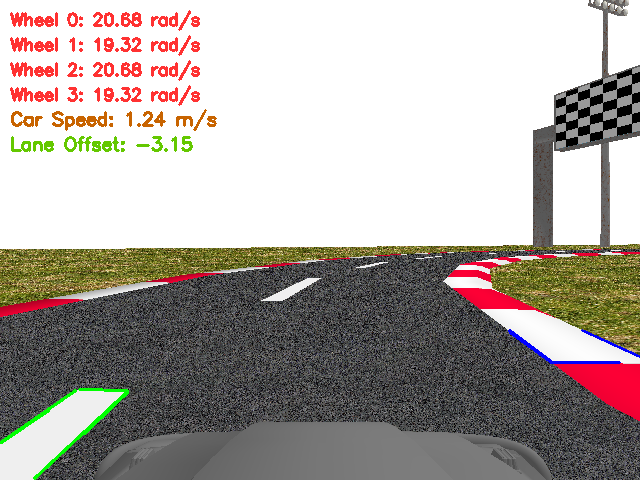 Wheel 0: 20.68 rad/s
Wheel 1: 19.32 rad/s
Wheel 2: 20.68 rad/s
Wheel 3: 19.32 rad/s
Car Speed: 1.24 m/s
Lane Offset: -3.15